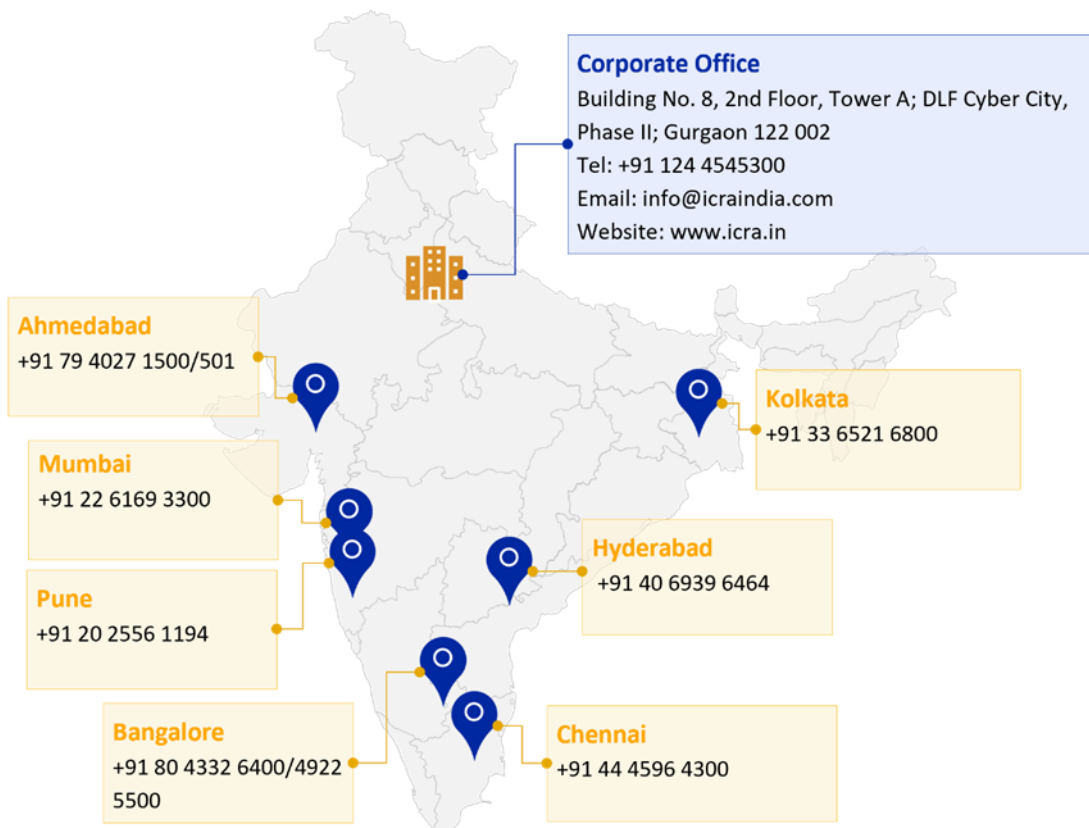 Corporate Office
Building No. 8, 2nd Floor, Tower A; DLF Cyber City,
Phase II; Gurgaon 122 002
Tel: +91 124 4545300
Email: info@icraindia.com
Website: www.icra.in
Ahmedabad
+91 79 4027 1500/501
Kolkata
+91 33 6521 6800
Mumbai
+91 22 6169 3300
Hyderabad
+91 40 6939 6464
Pune
+91 20 2556 1194
Bangalore
+91 80 4332 6400/4922
5500
Chennai
+91 44 4596 4300